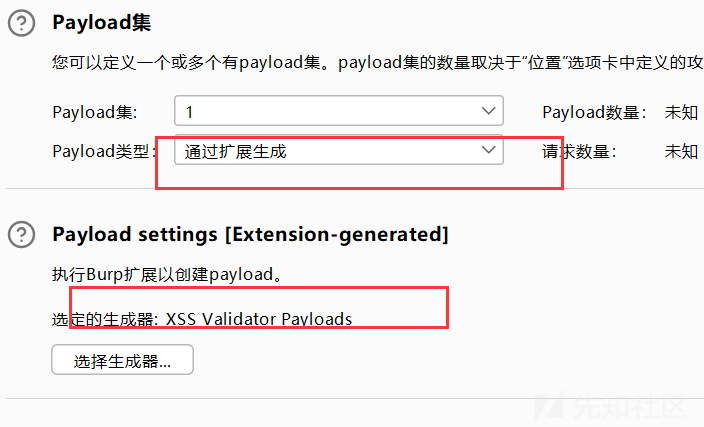 Payload集
您可以定义一个或多个有payload集。payload集的数量取决于“位置”选项卡中定义的攻
Payload集: 1 Payload数量: 未知
Payload类型: 通过扩展生成 请求数量: 未知
Payload settings [Extension-generated]
执行Burp扩展以创建payload。
选定的生成器: XSS Validator Payloads
选择生成器...
先知社区